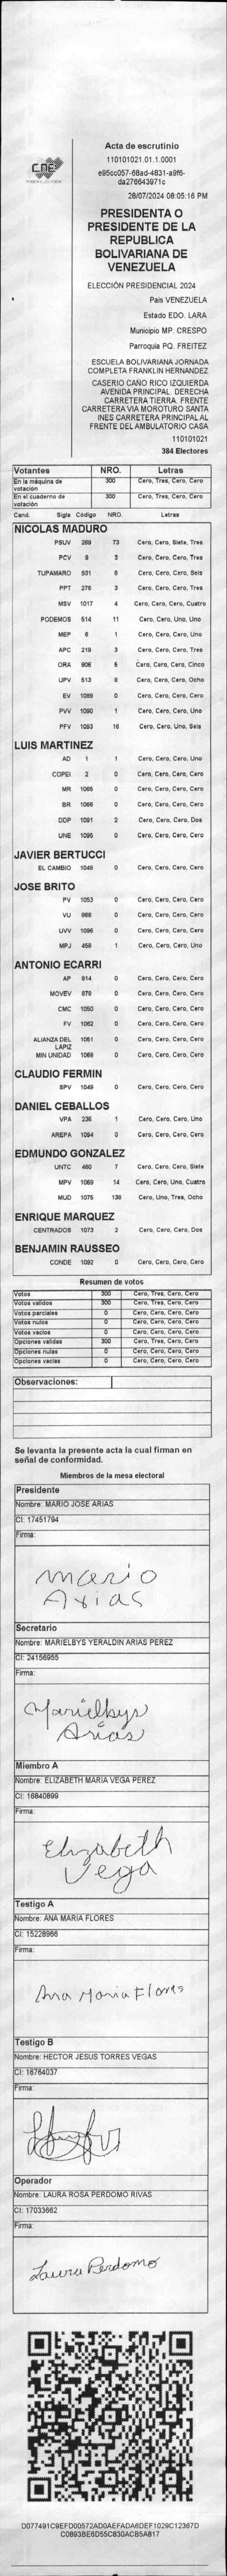 CNE
Acta de escrutinio
110101021.01.1.0001
e95cc057-68ad-4831-a9f6-
da276643971c
28/07/2024 08:05:16 PM
PRESIDENTA O
PRESIDENTE DE LA
REPUBLICA
BOLIVARIANA DE
VENEZUELA
ELECCIÓN PRESIDENCIAL 2024
País VENEZUELA
Estado EDO. LARA
Municipio MP. CRESPO
Parroquia PQ. FREITEZ
ESCUELA BOLIVARIANA JORNADA
COMPLETA FRANKLIN HERNANDEZ
CASERIO CANO RICO IZQUIERDA
AVENIDA PRINCIPAL. DERECHA
CARRETERA TIERRA. FRENTE
CARRETERA VIA MOROTURO SANTA
INES CARRETERA PRINCIPAL AL
FRENTE DEL AMBULATORIO CASA
110101021
384 Electores
Votantes NRO. Letras
En la máquina de votación 300 Cero, Tres, Cero, Cero
En el cuaderno de votación 300 Cero, Tres, Cero, Cero
Cand. Sigla Código NRO. Letras
NICOLAS MADURO
PSUV 269 73 Cero, Cero, Siete, Tres
PCV 9 3 Cero, Cero, Cero, Tres
TUPAMARO 931 6 Cero, Cero, Cero, Seis
PPT 276 3 Cero, Cero, Cero, Tres
MSV 1017 4 Cero, Cero, Cero, Cuatro
PODEMOS 514 11 Cero, Cero, Uno, Uno
MEP 6 1 Cero, Cero, Cero, Uno
APC 219 3 Cero, Cero, Cero, Tres
ORA 906 5 Cero, Cero, Cero, Cinco
UPV 513 8 Cero, Cero, Cero, Ocho
EV 1089 0 Cero, Cero, Cero, Cero
PVV 1090 1 Cero, Cero, Cero, Uno
PFV 1093 16 Cero, Cero, Uno, Seis
LUIS MARTINEZ
AD 1 1 Cero, Cero, Cero, Uno
COPEI 2 0 Cero, Cero, Cero, Cero
MR 1065 0 Cero, Cero, Cero, Cero
BR 1066 0 Cero, Cero, Cero, Cero
DDP 1091 2 Cero, Cero, Cero, Dos
UNE 1095 0 Cero, Cero, Cero, Cero
JAVIER BERTUCCI
EL CAMBIO 1048 0 Cero, Cero, Cero, Cero
JOSE BRITO
PV 1053 0 Cero, Cero, Cero, Cero
VU 968 0 Cero, Cero, Cero, Cero
UVV 1096 0 Cero, Cero, Cero, Cero
MPJ 458 1 Cero, Cero, Cero, Uno
ANTONIO ECARRI
AP 814 0 Cero, Cero, Cero, Cero
MOVEV 979 0 Cero, Cero, Cero, Cero
CMC 1050 0 Cero, Cero, Cero, Cero
FV 1062 0 Cero, Cero, Cero, Cero
ALIANZA DEL LAPIZ 1051 0 Cero, Cero, Cero, Cero
MIN UNIDAD 1068 0 Cero, Cero, Cero, Cero
CLAUDIO FERMIN
SPV 1049 0 Cero, Cero, Cero, Cero
DANIEL CEBALLOS
VPA 236 1 Cero, Cero, Cero, Uno
AREPA 1094 0 Cero, Cero, Cero, Cero
EDMUNDO GONZALEZ
UNTC 480 7 Cero, Cero, Cero, Siete
MPV 1069 14 Cero, Cero, Uno, Cuatro
MUD 1075 138 Cero, Uno, Tres, Ocho
ENRIQUE MARQUEZ
CENTRADOS 1073 2 Cero, Cero, Cero, Dos
BENJAMIN RAUSSEO
CONDE 1092 0 Cero, Cero, Cero, Cero
Resumen de votos
Votos 300 Cero, Tres, Cero, Cero
Votos validos 300 Cero, Tres, Cero, Cero
Votos parciales 0 Cero, Cero, Cero, Cero
Votos nulos 0 Cero, Cero, Cero, Cero
Votos vacios 0 Cero, Cero, Cero, Cero
Opciones validas 300 Cero, Tres, Cero, Cero
Opciones nulas 0 Cero, Cero, Cero, Cero
Opciones vacias 0 Cero, Cero, Cero, Cero
Observaciones:
Se levanta la presente acta la cual firman en
señal de conformidad.
Miembros de la mesa electoral
Presidente
Nombre: MARIO JOSE ARIAS
CI: 17451794
Firma:
Mario
Arias
Secretario
Nombre: MARIELBYS YERALDIN ARIAS PEREZ
CI: 24156955
Firma:
Marielbys
Arias
Miembro A
Nombre: ELIZABETH MARIA VEGA PEREZ
CI: 16840899
Firma:
Elizabeth
Vega
Testigo A
Nombre: ANA MARIA FLORES
CI: 15228966
Firma:
Ana Maria Flores
Testigo B
Nombre: HECTOR JESUS TORRES VEGAS
CI: 16764037
Firma:
Operador
Nombre: LAURA ROSA PERDOMO RIVAS
CI: 17033662
Firma:
Laura Perdomo
D077491C9EFD00572AD0AEFADA6DEF1029C12367D
C0893BE6D55C830ACB5A817